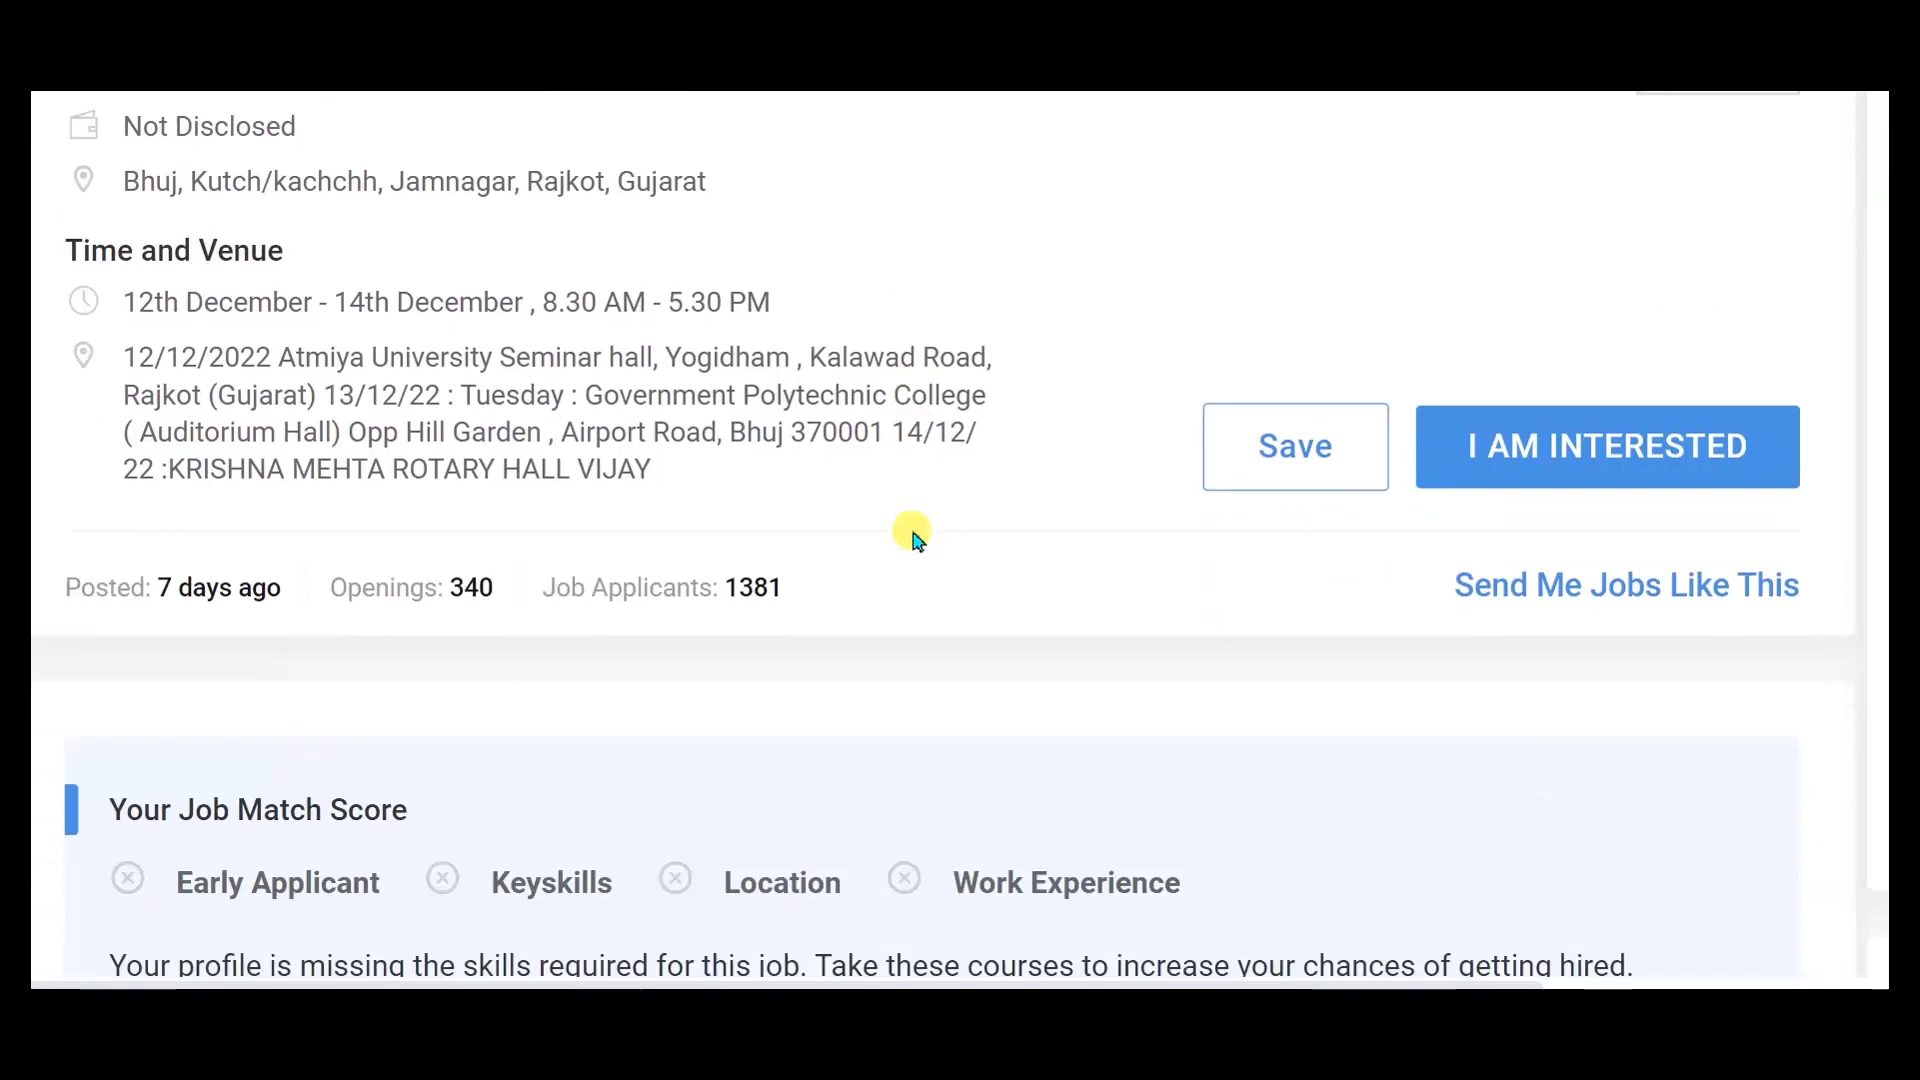 Not Disclosed
Bhuj, Kutch/kachchh, Jamnagar, Rajkot, Gujarat
Time and Venue
12th December - 14th December , 8.30 AM - 5.30 PM
12/12/2022 Atmiya University Seminar hall, Yogidham , Kalawad Road,
Rajkot (Gujarat) 13/12/22 : Tuesday : Government Polytechnic College
( Auditorium Hall) Opp Hill Garden , Airport Road, Bhuj 370001 14/12/
22 :KRISHNA MEHTA ROTARY HALL VIJAY
Save
I AM INTERESTED
Posted: 7 days ago Openings: 340 Job Applicants: 1381
Send Me Jobs Like This
Your Job Match Score
Early Applicant Keyskills Location Work Experience
Your profile is missing the skills required for this job. Take these courses to increase your chances of getting hired.